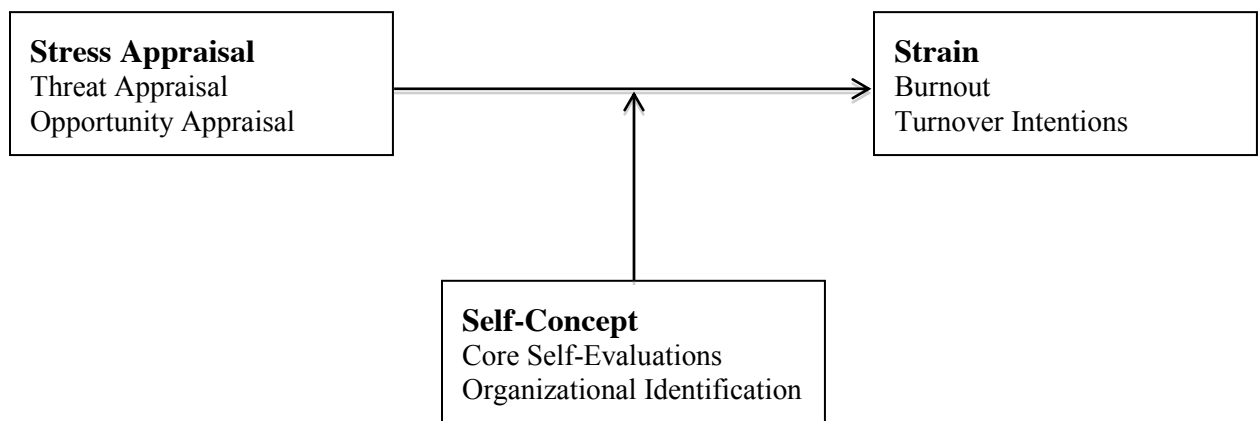 Stress Appraisal
Threat Appraisal
Opportunity Appraisal
Strain
Burnout
Turnover Intentions
Self-Concept
Core Self-Evaluations
Organizational Identification